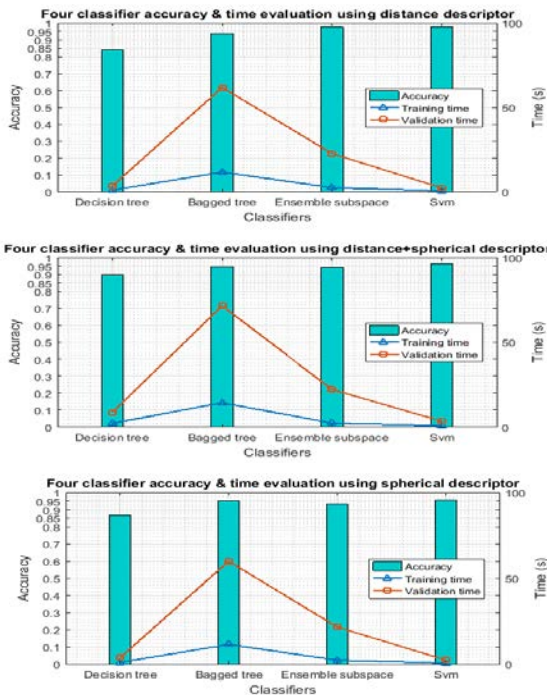 Four classifier accuracy & time evaluation using distance descriptor
1
0.95
0.9
0.85
0.8
0.7
0.6
0.5
0.4
0.3
0.2
0.1
0
Accuracy
100
50
0
Time (s)
Accuracy
Training time
Validation time
Decision tree
Bagged tree
Ensemble subspace
Svm
Classifiers
Four classifier accuracy & time evaluation using distance+spherical descriptor
1
0.95
0.9
0.85
0.8
0.7
0.6
0.5
0.4
0.3
0.2
0.1
0
Accuracy
100
50
0
Time (s)
Accuracy
Training time
Validation time
Decision tree
Bagged tree
Ensemble subspace
Svm
Classifiers
Four classifier accuracy & time evaluation using spherical descriptor
1
0.95
0.9
0.85
0.8
0.7
0.6
0.5
0.4
0.3
0.2
0.1
0
Accuracy
100
50
0
Time (s)
Accuracy
Training time
Validation time
Decision tree
Bagged tree
Ensemble subspace
Svm
Classifiers